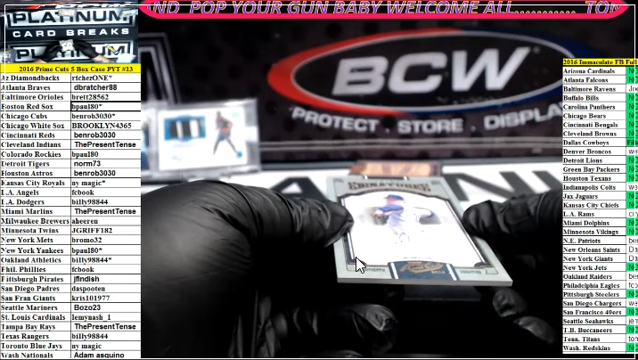 ND POP YOUR GUN BABY WELCOME ALL...........
PLATINUM
CARD BREAKS
PLATINUM
2016 Prime Cuts 5 Box Case PYT #13
Az Diamondbacks richezONE*
Atlanta Braves dbratcher88
Baltimore Orioles brett28562
Boston Red Sox bpaul80*
Chicago Cubs benrob3030*
Chicago White Sox BROOKLYN4365
Cincinnati Reds benrob3030
Cleveland Indians ThePresentTense
Colorado Rockies bpaul80
Detroit Tigers norm73
Houston Astros benrob3030
Kansas City Royals ny magic*
L.A. Angels fcbook
L.A. Dodgers billy98844
Miami Marlins ThePresentTense
Milwaukee Brewers aheereu
Minnesota Twins JGRIFF182
New York Mets bromo32
New York Yankees bpaul80*
Oakland Athletics billy98844*
Phil. Phillies fcbook
Pittsburgh Pirates jfindish
San Diego Padres daspooten
San Fran Giants kris101977
Seattle Mariners Bozo23
St. Louis Cardinals lemynash_1
Tampa Bay Rays ThePresentTense
Texas Rangers billy98844
Toronto Blue Jays ny magic*
Wash Nationals Adam asquino
BCW
PROTECT . STORE . DISPLA
2016 Immaculate FB Full
Arizona Cardinals
Atlanta Falcons
Baltimore Ravens
Buffalo Bills
Carolina Panthers
Chicago Bears
Cincinnati Bengals
Cleveland Browns
Dallas Cowboys
Denver Broncos
Detroit Lions
Green Bay Packers
Houston Texans
Indianapolis Colts
Jax Jaguars
Kansas City Chiefs
L.A. Rams
Miami Dolphins
Minnesota Vikings
N.E. Patriots
New Orleans Saints
New York Giants
New York Jets
Oakland Raiders
Philadelphia Eagles
Pittsburgh Steelers
San Diego Chargers
San Francisco 49ers
Seattle Seahawks
T.B. Buccaneers
Tenn. Titans
Wash. Redskins